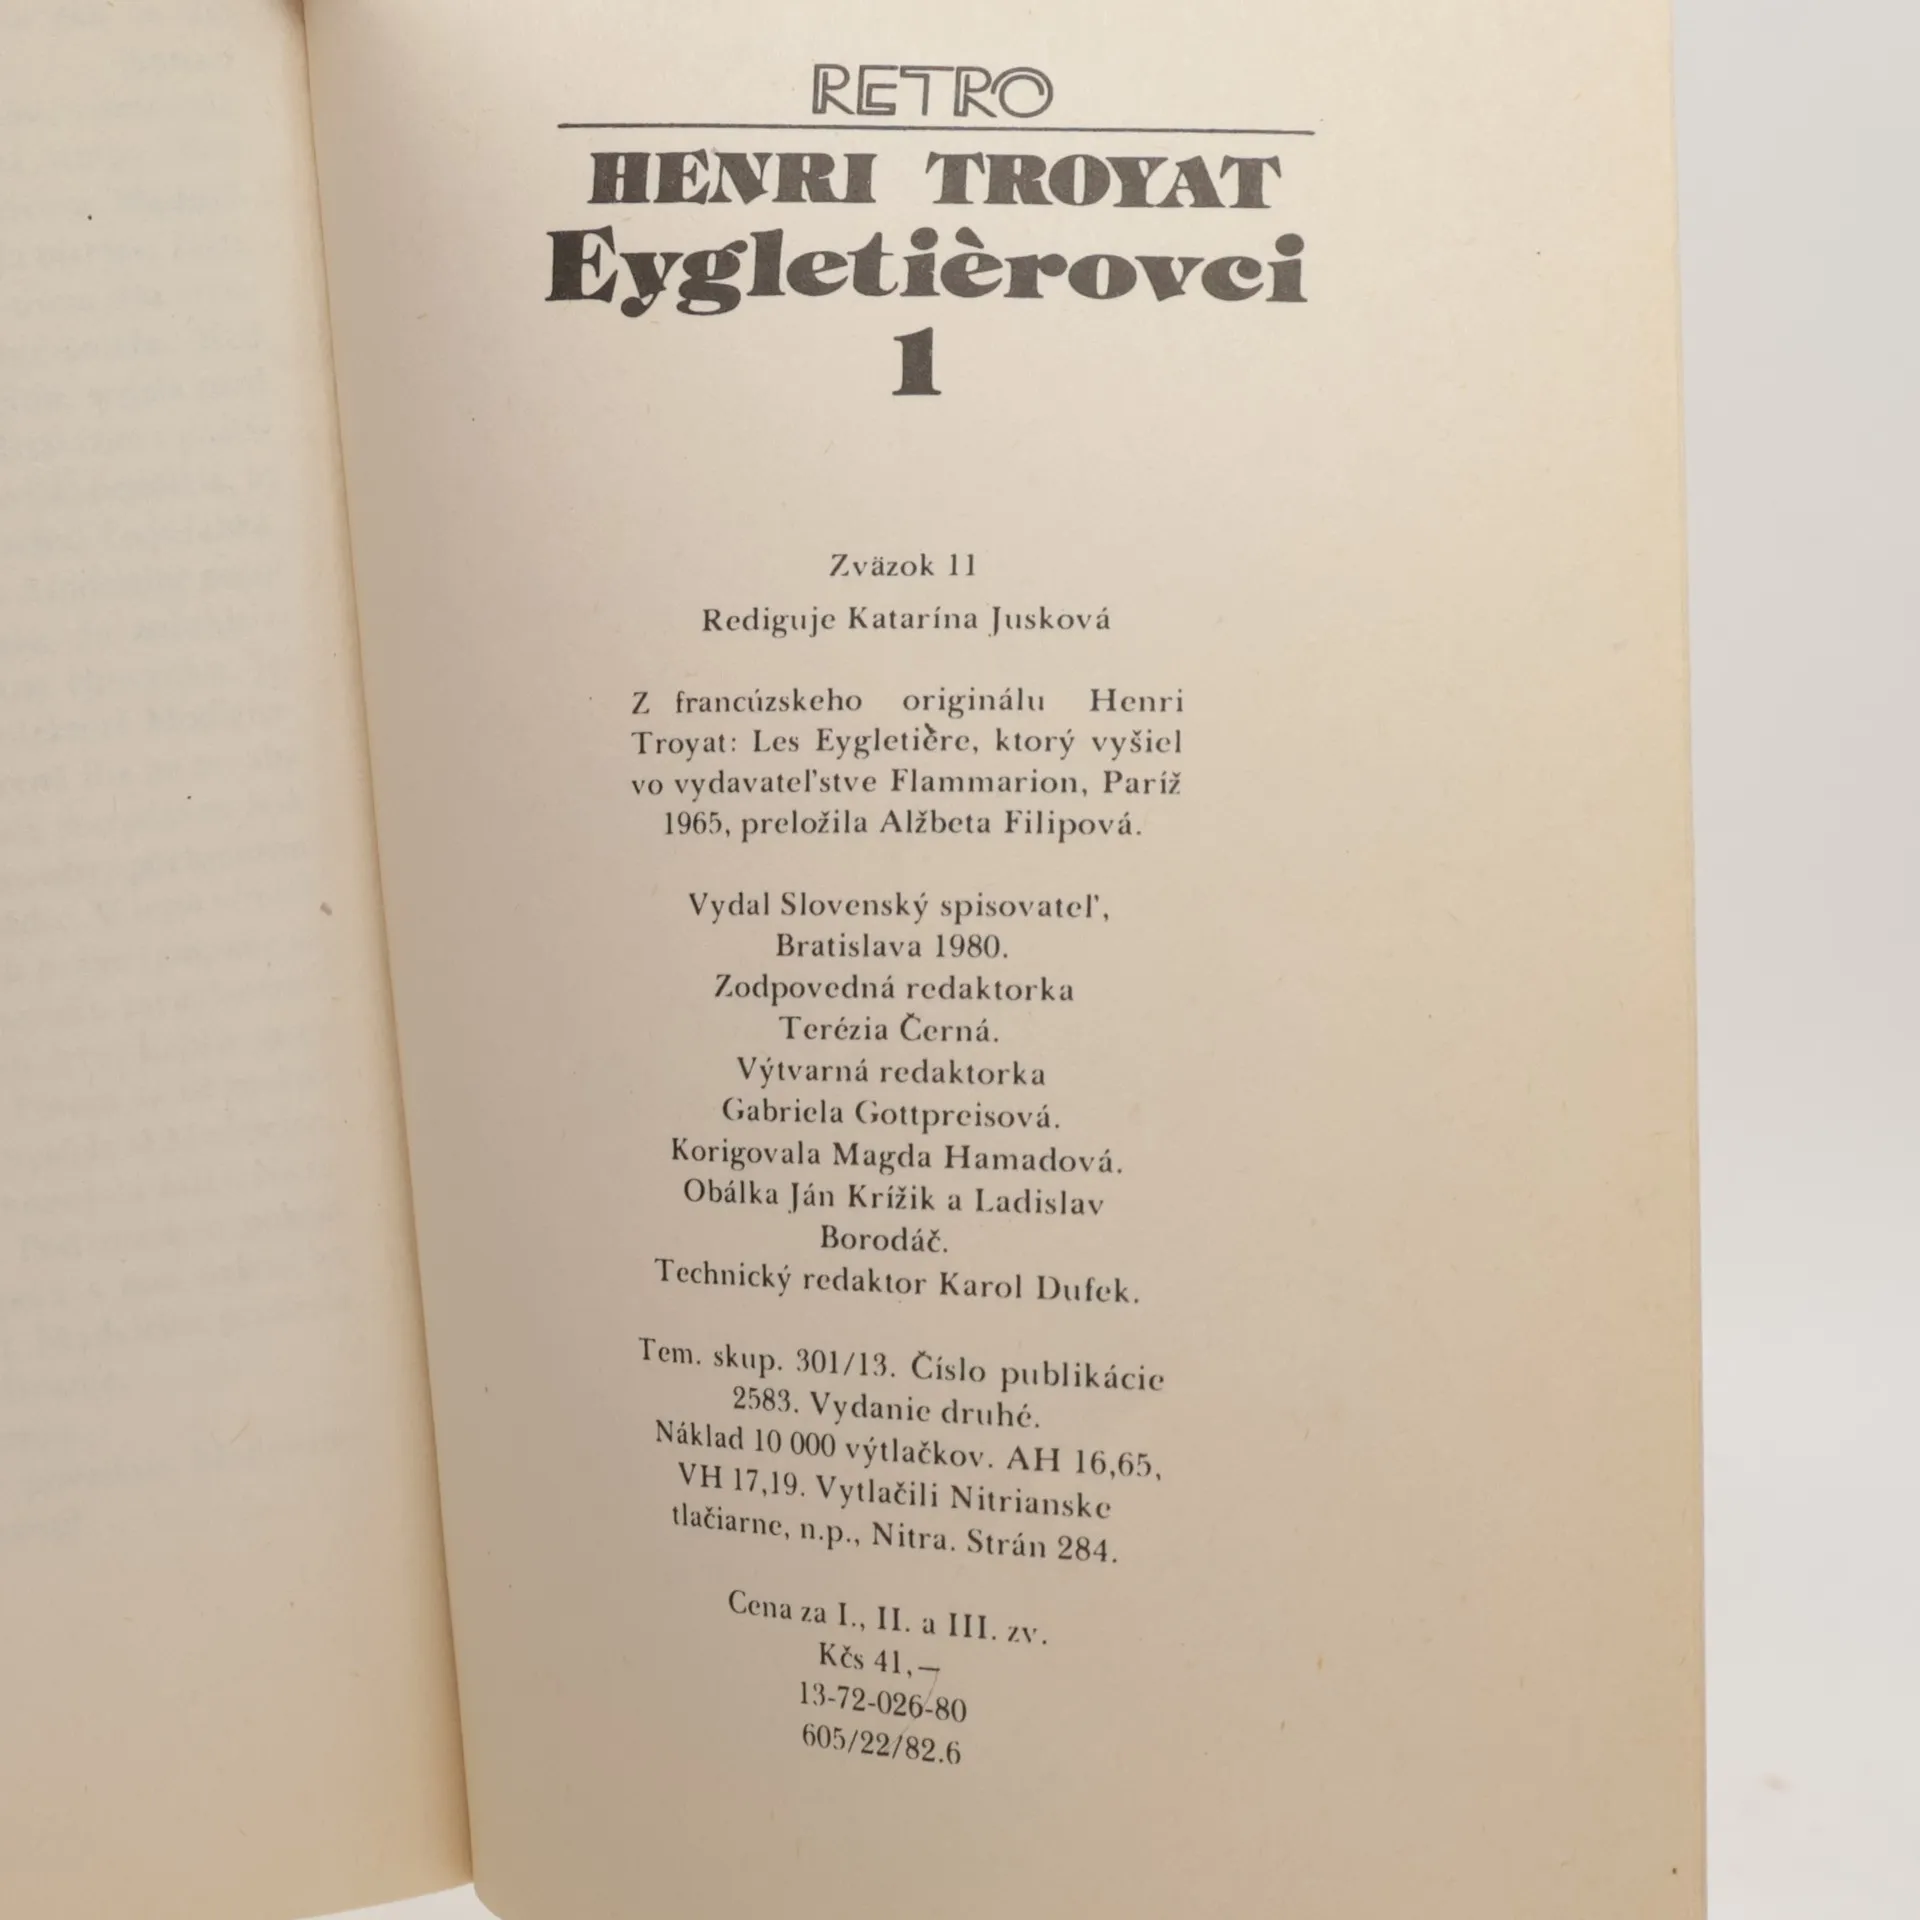 RETRO
HENRI TROYAT
Eygletièrovci
1
Zväzok 11
Rediguje Katarína Jusková
Z francúzskeho originálu Henri
Troyat: Les Eygletière, ktorý vyšiel
vo vydavateľstve Flammarion, Paríž
1965, preložila Alžbeta Filipová.
Vydal Slovenský spisovateľ,
Bratislava 1980.
Zodpovedná redaktorka
Terézia Černá.
Výtvarná redaktorka
Gabriela Gottpreisová.
Korigovala Magda Hamadová.
Obálka Ján Krížik a Ladislav
Borodáč.
Technický redaktor Karol Dufek.
Tem. skup. 301/13. Číslo publikácie
2583. Vydanie druhé.
Náklad 10 000 výtlačkov. AH 16,65,
VH 17,19. Vytlačili Nitrianske
tlačiarne, n.p., Nitra. Strán 284.
Cena za I., II. a III. zv.
Kčs 41,—
13-72-026-80
605/22/82.6